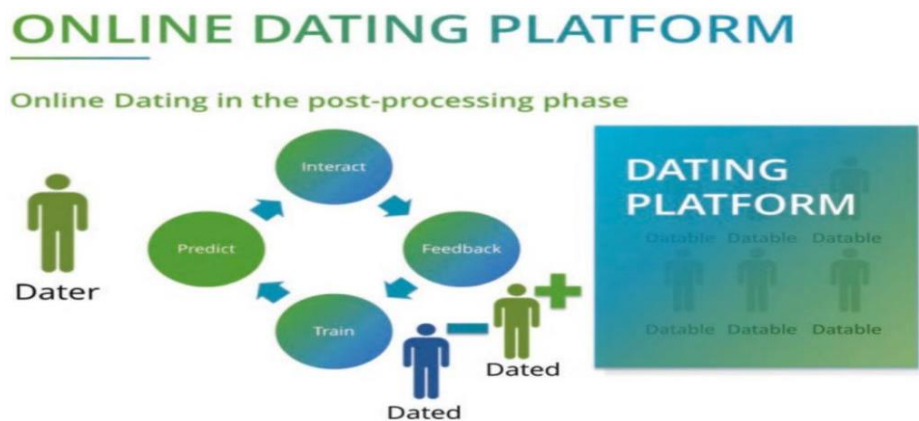 ONLINE DATING PLATFORM
Online Dating in the post-processing phase
Interact
Predict
Feedback
Train
Dater
Dated
Dated
DATING
PLATFORM
Datable Datable Datable
Datable Datable Datable